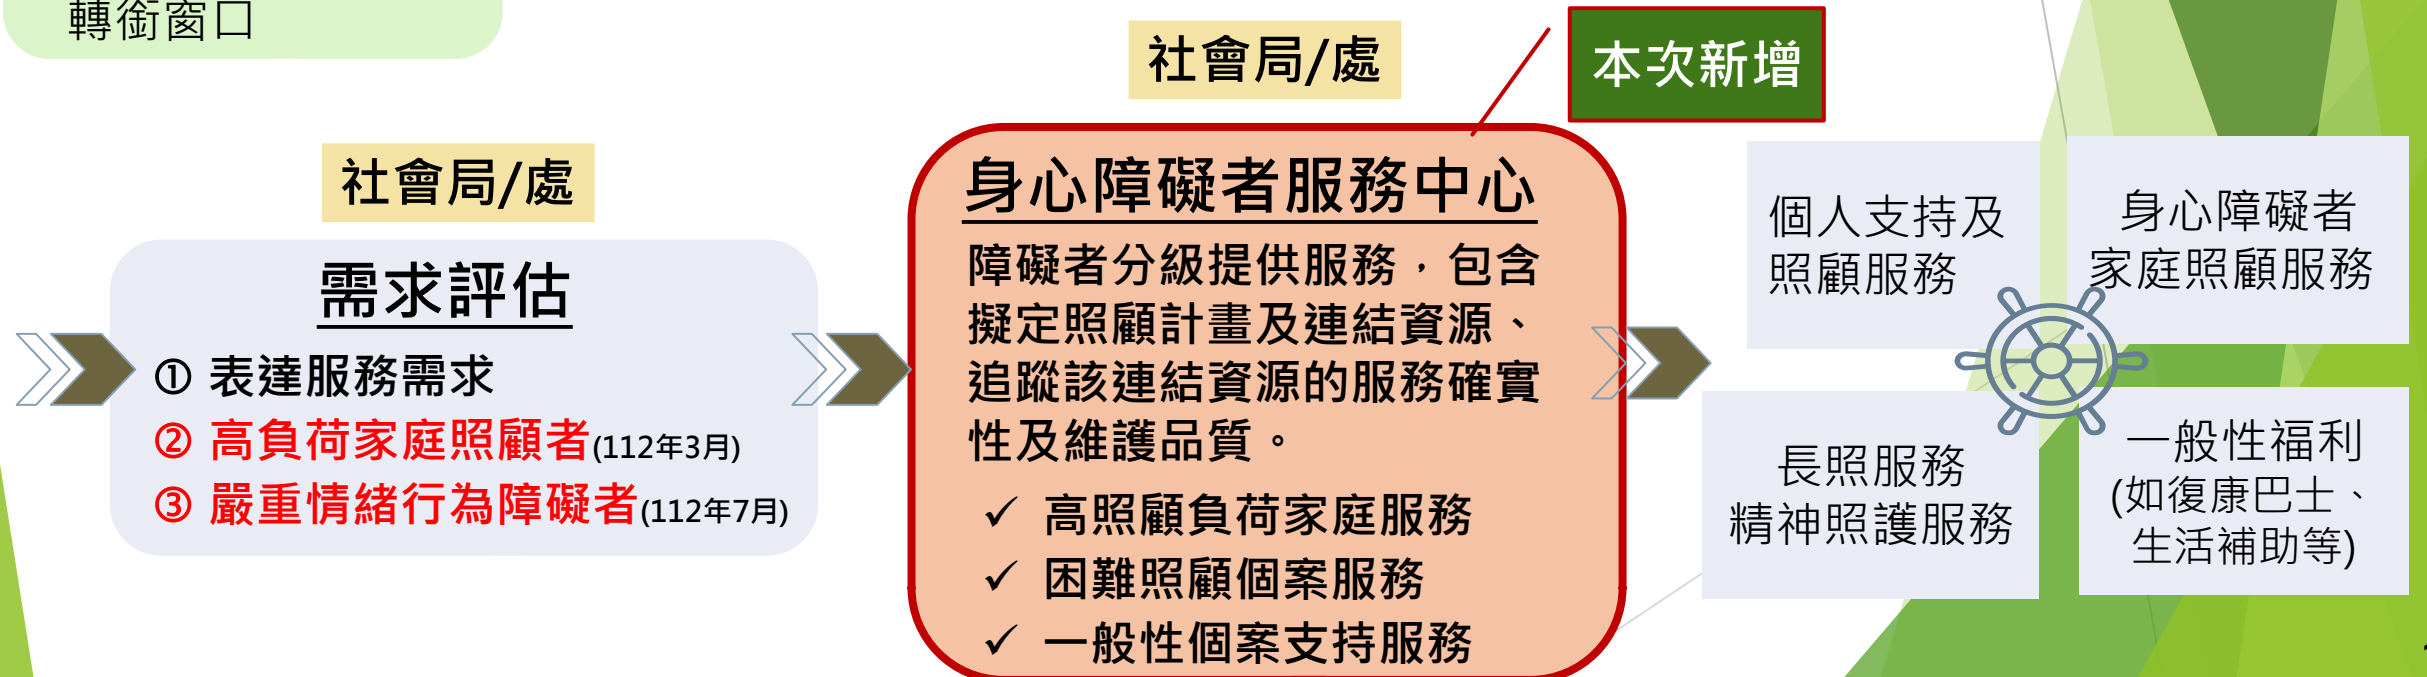 轉銜窗口
社會局/處
需求評估
① 表達服務需求
② 高負荷家庭照顧者(112年3月)
③ 嚴重情緒行為障礙者(112年7月)
社會局/處
本次新增
身心障礙者服務中心
障礙者分級提供服務，包含
擬定照顧計畫及連結資源、
追蹤該連結資源的服務確實
性及維護品質。
✓ 高照顧負荷家庭服務
✓ 困難照顧個案服務
✓ 一般性個案支持服務
個人支持及
照顧服務
身心障礙者
家庭照顧服務
長照服務
精神照護服務
一般性福利
(如復康巴士、
生活補助等)